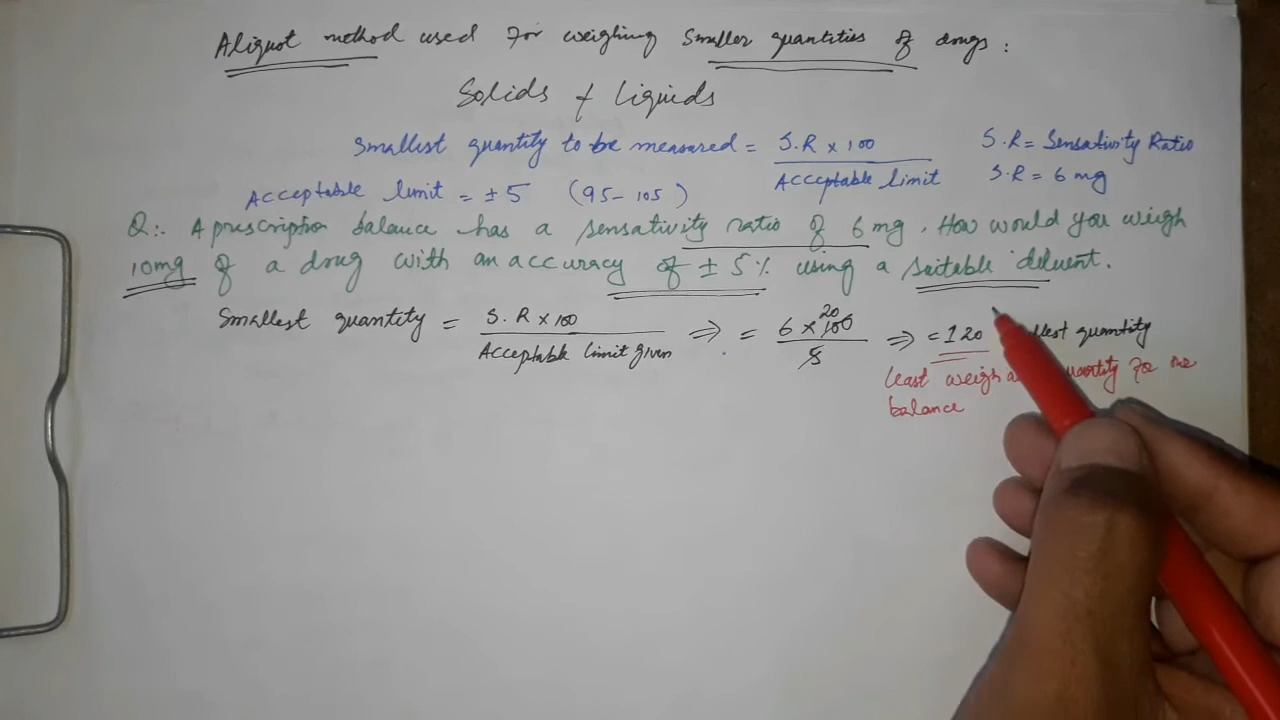 Aliquot method used for weighing Smaller quantities of drugs:
Solids & Liquids
Smallest quantity to be measured = S.R × 100 / Acceptable limit
S.R = Sensativity Ratio
S.R = 6 mg
Acceptable limit = ±5 (95-105)
Q:- A prescription balance has a sensativity ratio of 6 mg. How would you weigh
10mg of a drug with an accuracy of ±5% using a suitable diluent.
Smallest quantity = S.R × 100 / Acceptable limit given ⇒ = 6 × 100 / 5 20 ⇒ = 120 quantity
Least weigh for
balance